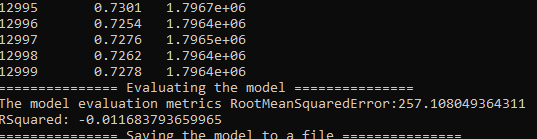 12995 0.7301 1.7967e+06
12996 0.7254 1.7964e+06
12997 0.7276 1.7965e+06
12998 0.7262 1.7964e+06
12999 0.7278 1.7964e+06
=============== Evaluating the model ===============
The model evaluation metrics RootMeanSquaredError:257.108049364311
RSquared: -0.011683793659965
=============== Saving the model to a file ===============